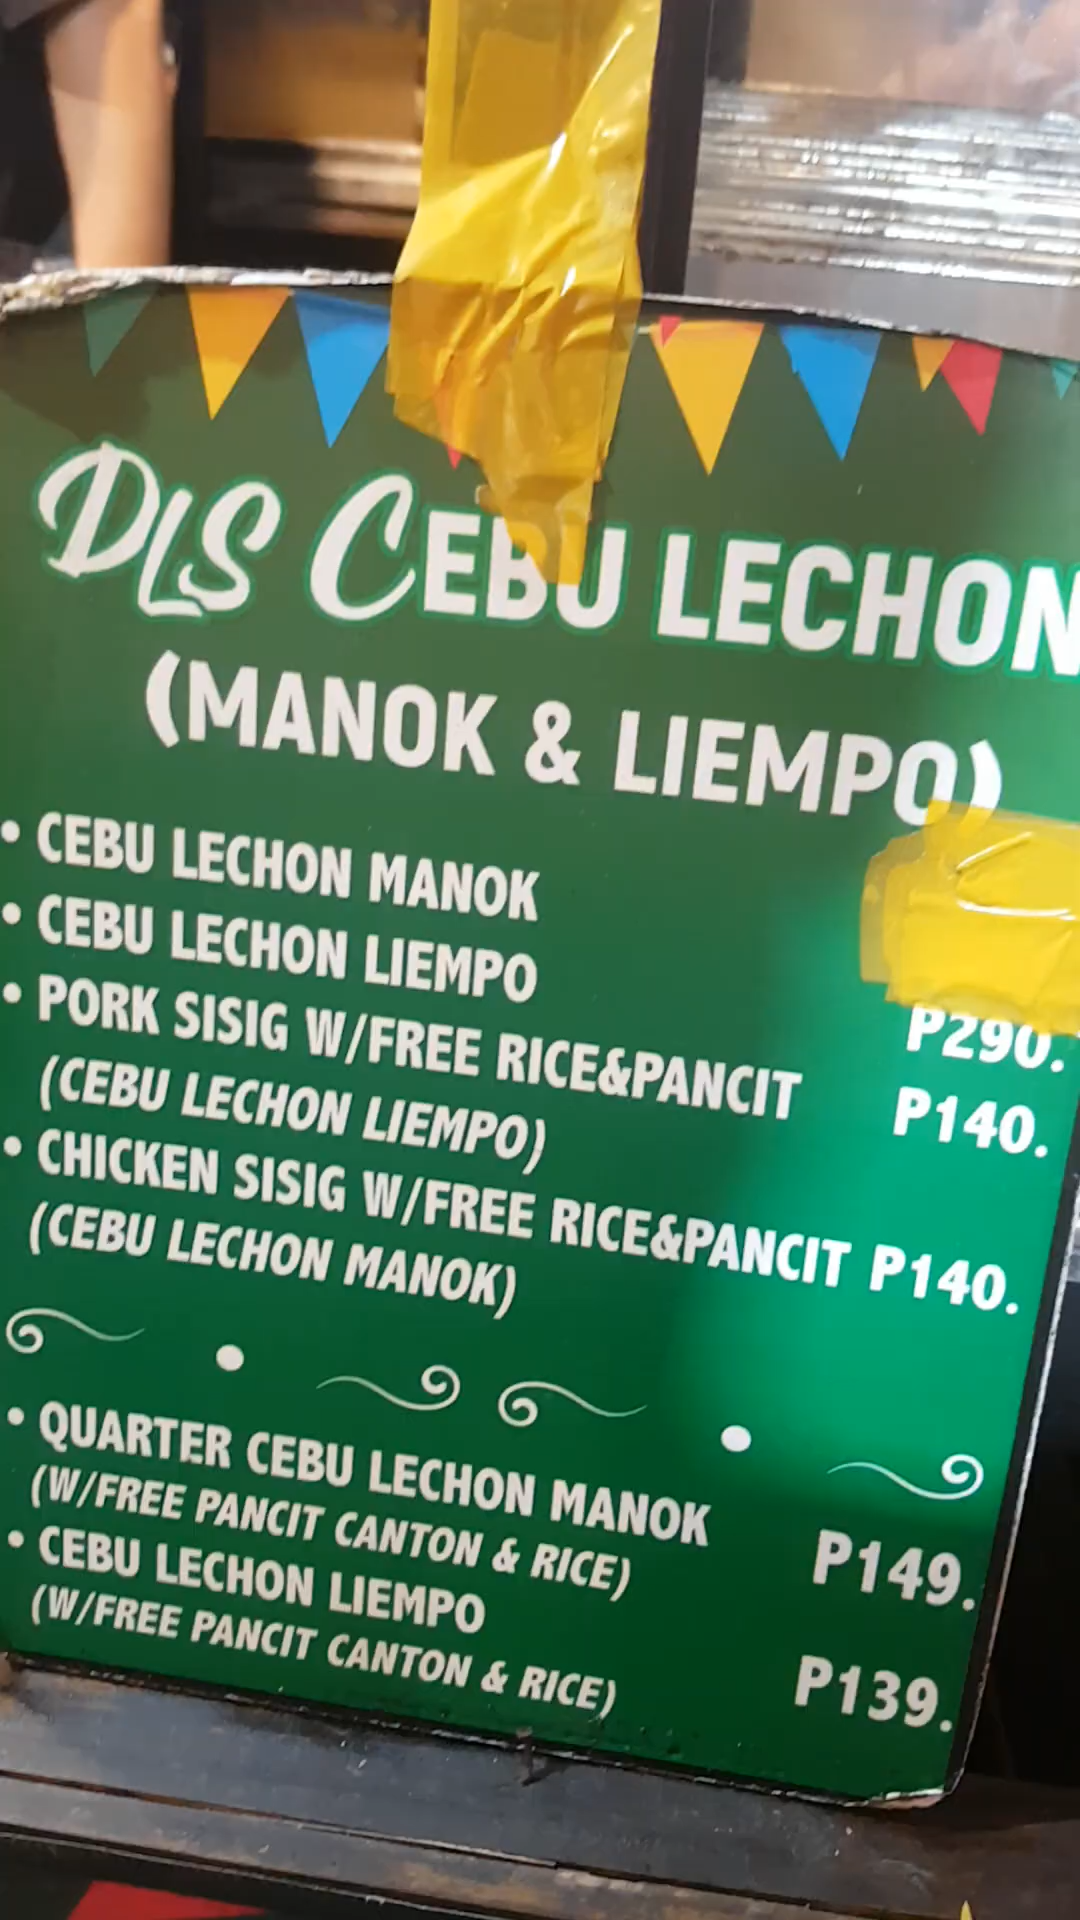 DLS CEBU LECHON
(MANOK & LIEMPO)
• CEBU LECHON MANOK
• CEBU LECHON LIEMPO P290.
• PORK SISIG W/FREE RICE&PANCIT P140.
(CEBU LECHON LIEMPO)
• CHICKEN SISIG W/FREE RICE&PANCIT P140.
(CEBU LECHON MANOK)
• QUARTER CEBU LECHON MANOK P149.
(W/FREE PANCIT CANTON & RICE)
• CEBU LECHON LIEMPO P139.
(W/FREE PANCIT CANTON & RICE)